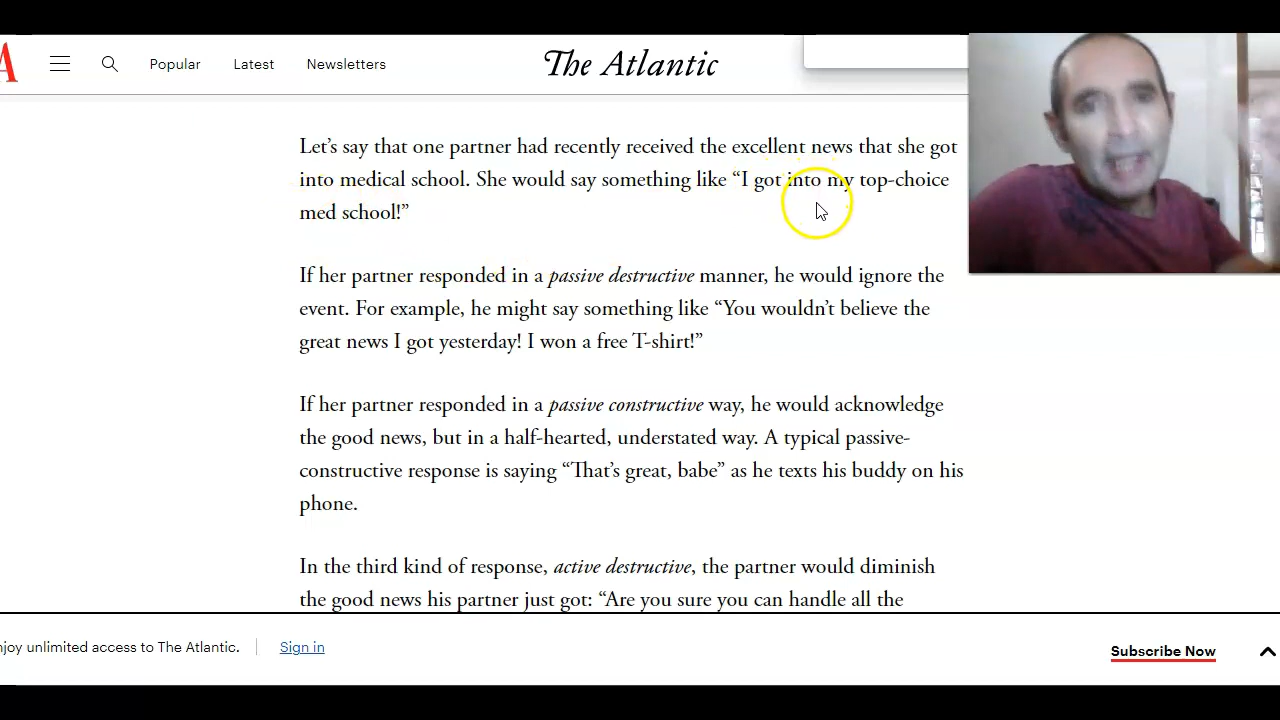 A
Popular
Latest
Newsletters
The Atlantic
Let’s say that one partner had recently received the excellent news that she got
into medical school. She would say something like “I got into my top-choice
med school!”
If her partner responded in a passive destructive manner, he would ignore the
event. For example, he might say something like “You wouldn’t believe the
great news I got yesterday! I won a free T-shirt!”
If her partner responded in a passive constructive way, he would acknowledge
the good news, but in a half-hearted, understated way. A typical passive-
constructive response is saying “That’s great, babe” as he texts his buddy on his
phone.
In the third kind of response, active destructive, the partner would diminish
the good news his partner just got: “Are you sure you can handle all the
njoy unlimited access to The Atlantic.
Sign in
Subscribe Now